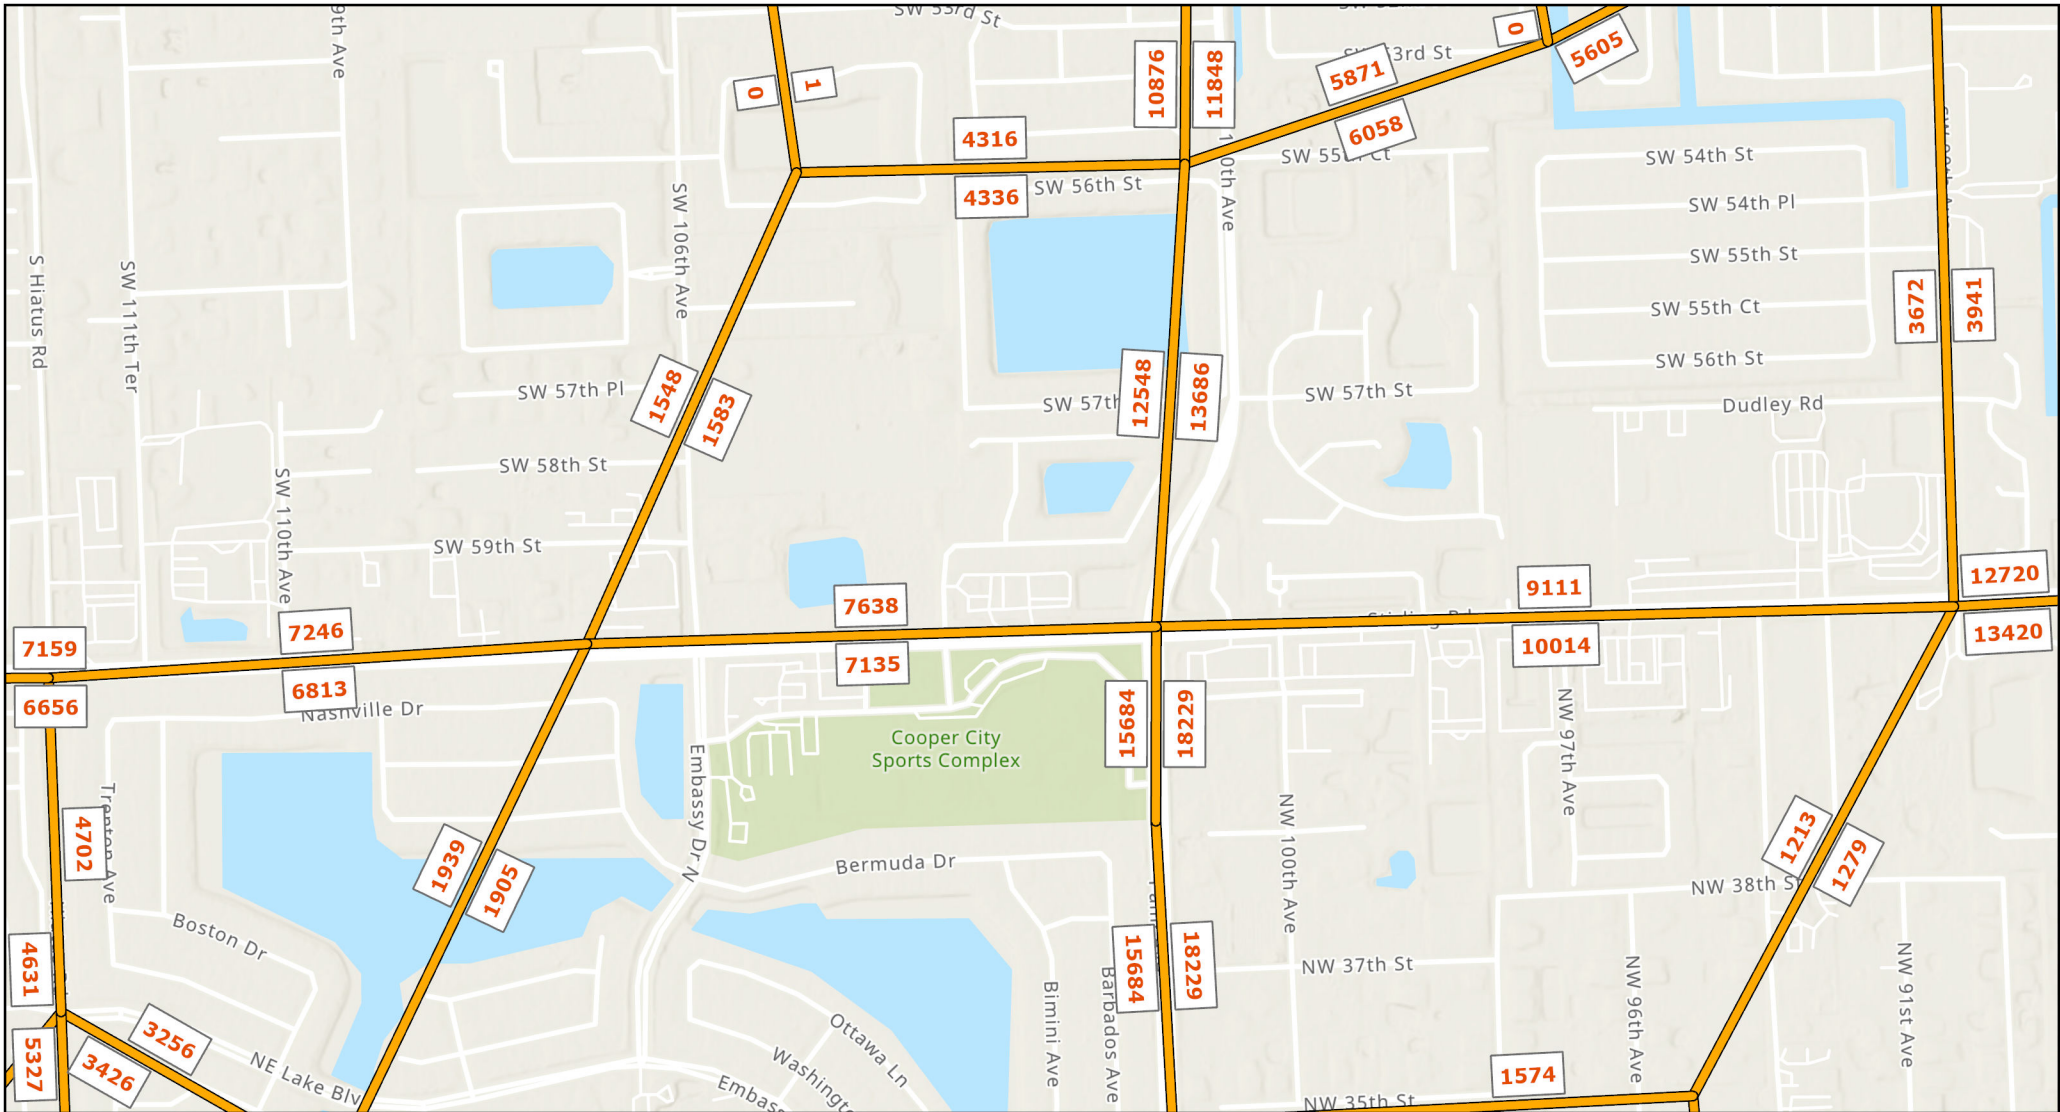 SW 53rd St
9th Ave
0
1
10876
11848
0
5605
5871
3rd St
6058
4316
4336
SW 56th St
SW 55th Ct
SW 54th St
SW 54th Pl
SW 55th St
SW 55th Ct
SW 56th St
3672
3941
S Hiatus Rd
SW 111th Ter
SW 106th Ave
SW 57th Pl
1548
1583
SW 57th
12548
13686
SW 57th St
Dudley Rd
SW 58th St
SW 110th Ave
SW 59th St
7159
6656
7246
6813
7638
7135
9111
10014
12720
13420
Nashville Dr
Cooper City
Sports Complex
15684
18229
NW 97th Ave
Embassy Dr N
Trenton Ave
4702
1939
1905
Bermuda Dr
NW 100th Ave
1213
1279
NW 38th St
Boston Dr
4631
15684
18229
NW 37th St
NW 96th Ave
NW 91st Ave
Bimini Ave
Barbados Ave
Ottawa Ln
5327
3256
3426
NE Lake Blv
Washingt
Embass
1574
NW 35th St